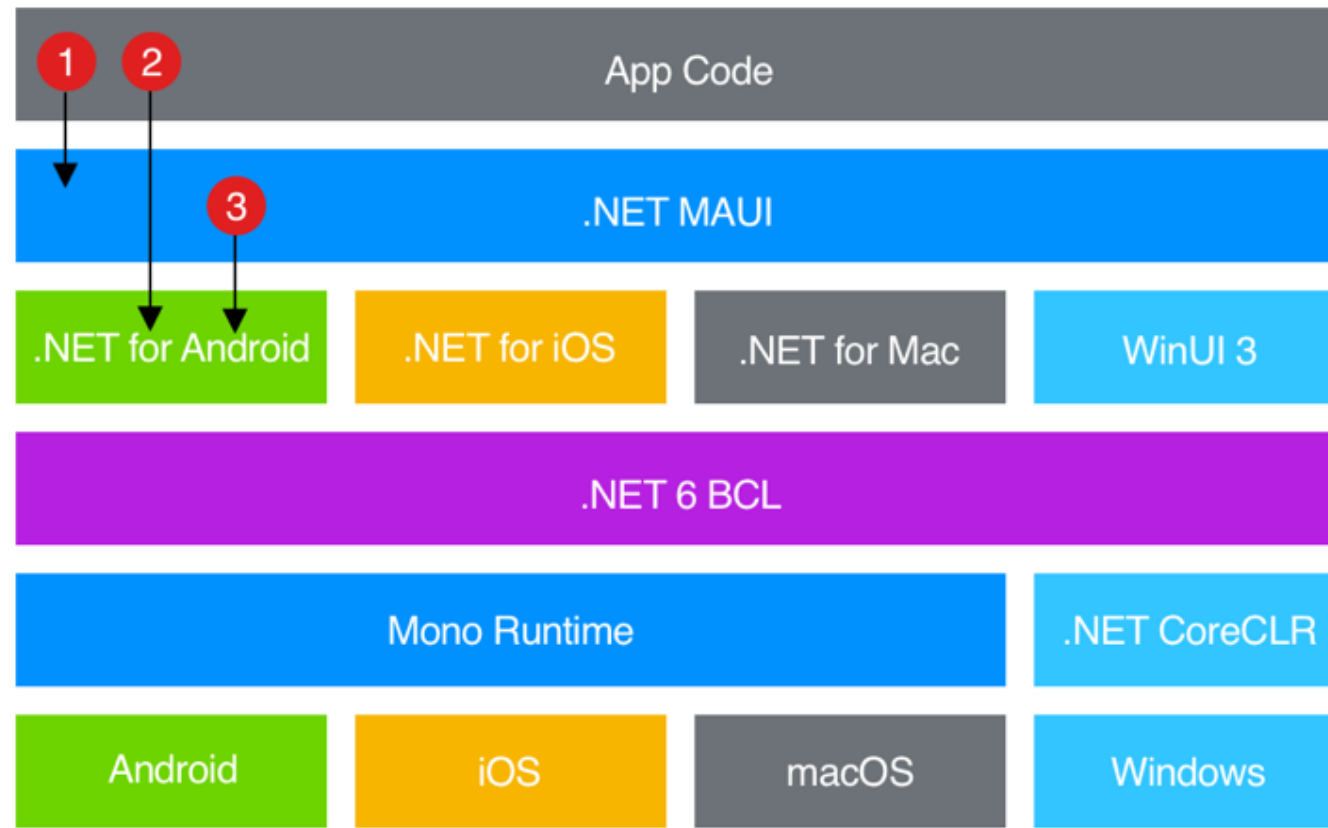 1 2
App Code
3
.NET MAUI
.NET for Android .NET for iOS .NET for Mac WinUI 3
.NET 6 BCL
Mono Runtime .NET CoreCLR
Android iOS macOS Windows